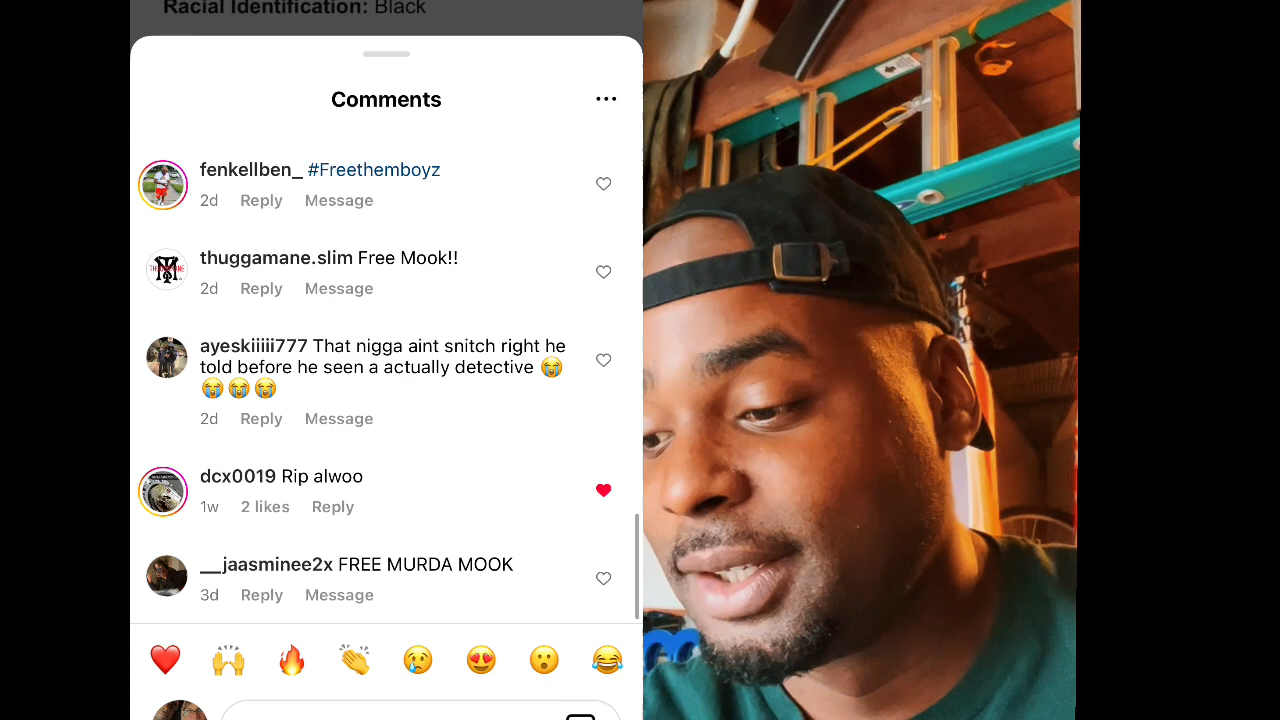 Racial Identification: Black
Comments
fenkellben_ #Freethemboyz
2d Reply Message
thuggamane.slim Free Mook!!
2d Reply Message
ayeskiiiii777 That nigga aint snitch right he
told before he seen a actually detective 😭
😭😭😭
2d Reply Message
dcx0019 Rip alwoo
1w 2 likes Reply
__jaasminee2x FREE MURDA MOOK
3d Reply Message